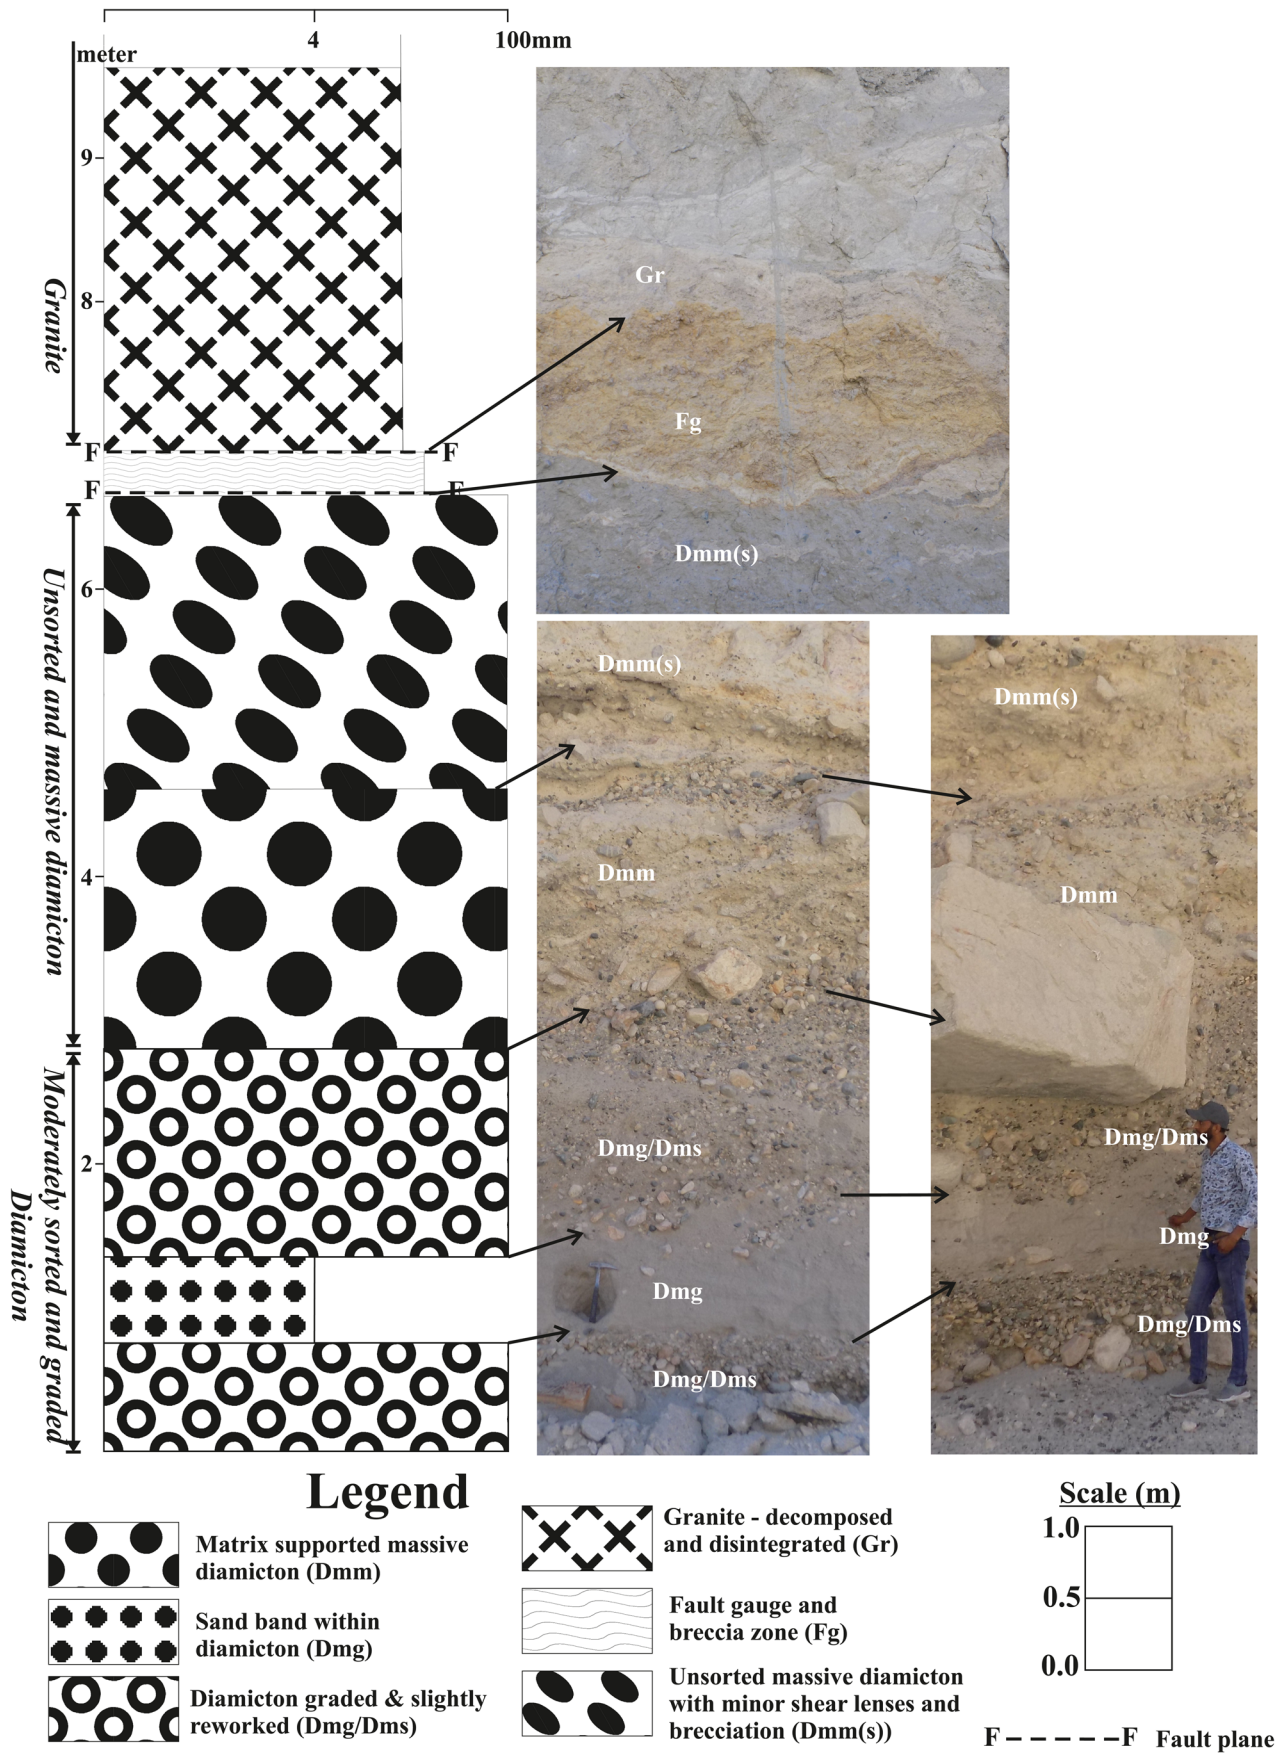 4
100mm
meter
9
8
6
4
2
Granite
Unsorted and massive diamicton
Moderately sorted and graded
Diamicton
F
F
F
F
Gr
Fg
Dmm(s)
Dmm(s)
Dmm
Dmg/Dms
Dmg
Dmg/Dms
Dmm(s)
Dmm
Dmg/Dms
Dmg
Dmg/Dms
Legend
Matrix supported massive
diamicton (Dmm)
Sand band within
diamicton (Dmg)
Diamicton graded & slightly
reworked (Dmg/Dms)
Granite - decomposed
and disintegrated (Gr)
Fault gauge and
breccia zone (Fg)
Unsorted massive diamicton
with minor shear lenses and
brecciation (Dmm(s))
Scale (m)
1.0
0.5
0.0
F F Fault plane